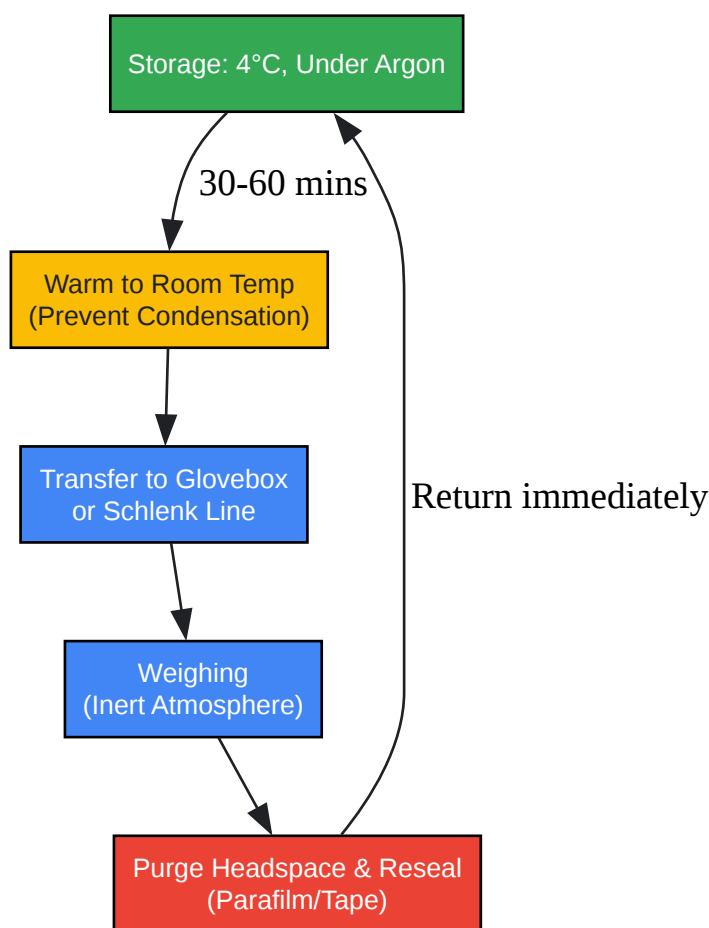 Storage: 4°C, Under Argon
30-60 mins
Warm to Room Temp
(Prevent Condensation)
Transfer to Glovebox
or Schlenk Line
Return immediately
Weighing
(Inert Atmosphere)
Purge Headspace & Reseal
(Parafilm/Tape)